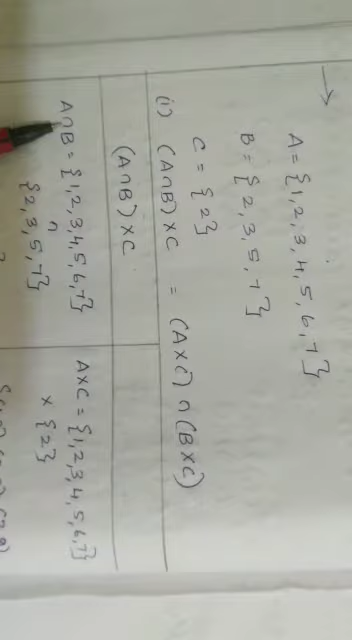 → A = {1, 2, 3, 4, 5, 6, 7}
B = {2, 3, 5, 7}
C = {2}
(i) (A∩B)×C = (A×C)∩(B×C)
(A∩B)×C
A∩B = {1,2,3,4,5,6,7}
∩
{2,3,5,7}
A×C = {1,2,3,4,5,6,7}
× {2}